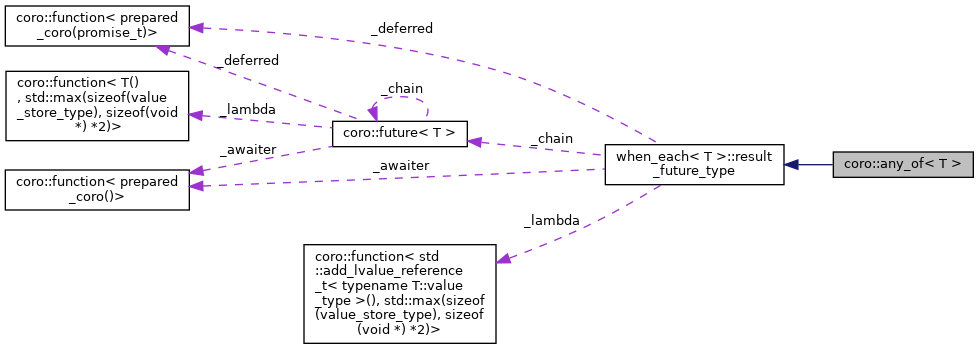 coro::function< prepared
_coro(promise_t)>
_deferred
_deferred
coro::function< T()
, std::max(sizeof(value
_store_type), sizeof(void
*) *2)>
_chain
_lambda
coro::future< T >
_chain
_awaiter
_awaiter
when_each< T >::result
_future_type
coro::any_of< T >
coro::function< prepared
_coro()>
_lambda
coro::function< std
::add_lvalue_reference
_t< typename T::value
_type >(), std::max(sizeof
(value_store_type), sizeof
(void *) *2)>